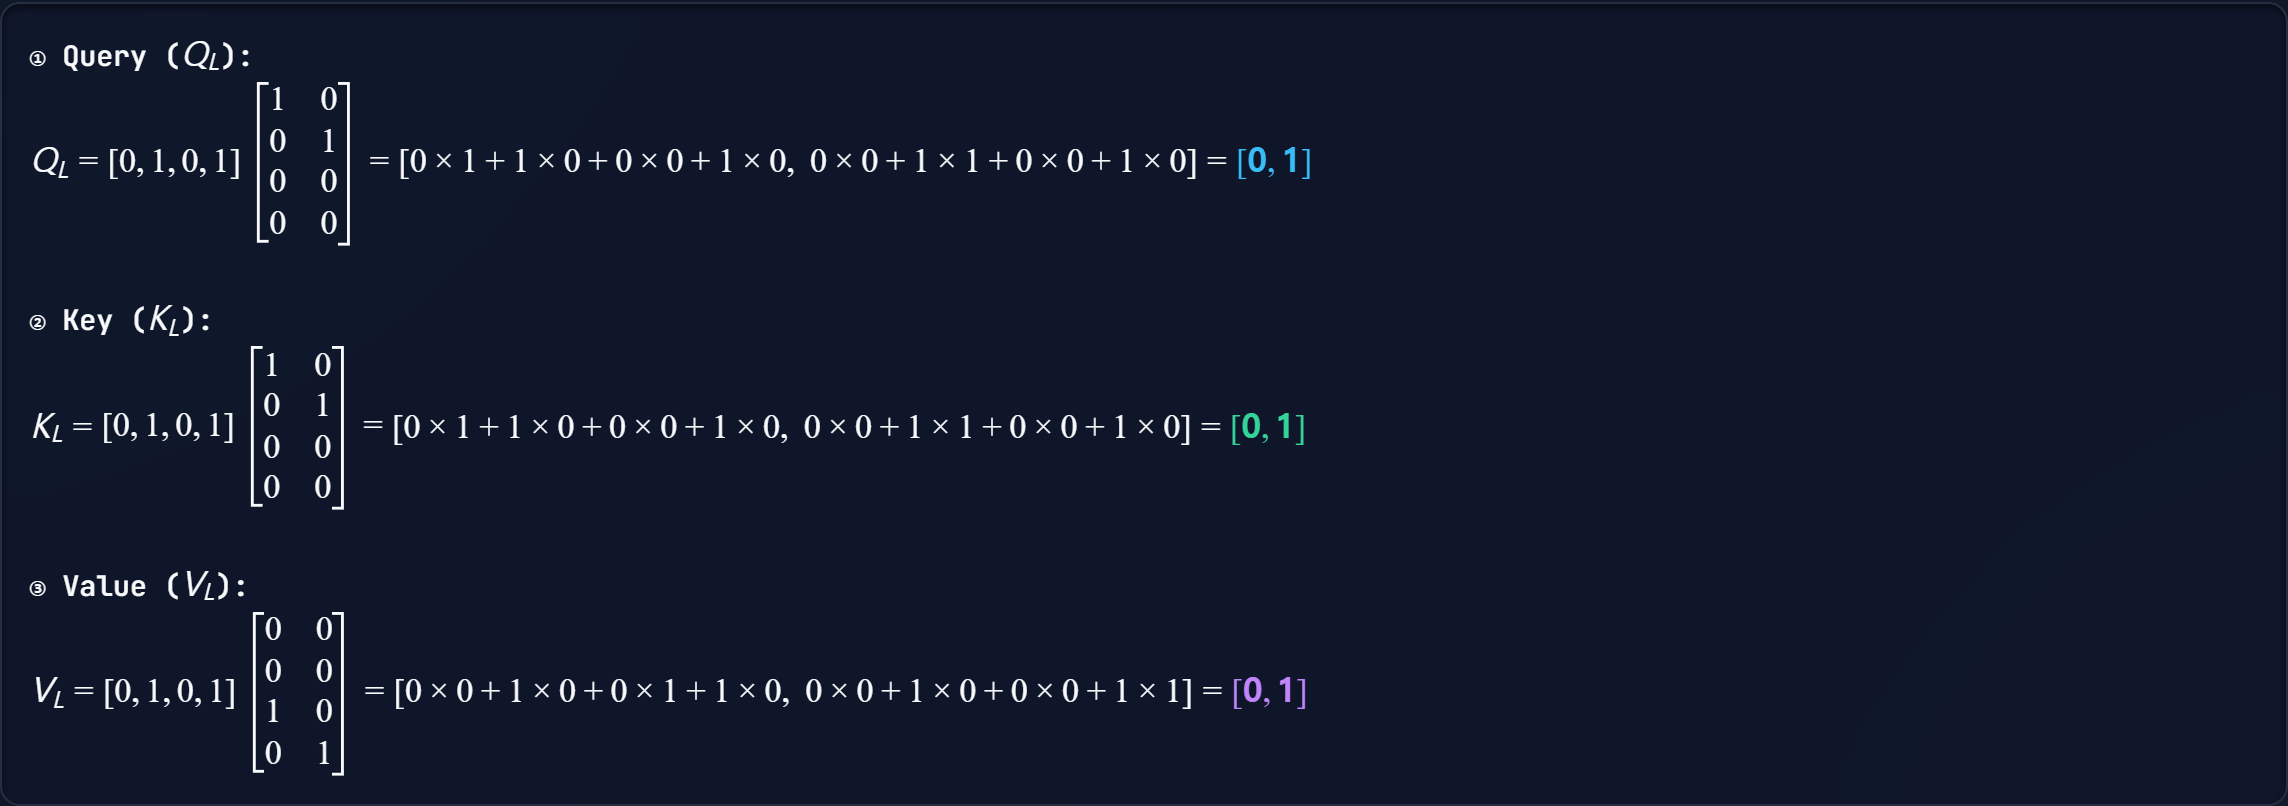 ① Query (Q_L):
Q_L = [0, 1, 0, 1] [1 0; 0 1; 0 0; 0 0] = [0 × 1 + 1 × 0 + 0 × 0 + 1 × 0, 0 × 0 + 1 × 1 + 0 × 0 + 1 × 0] = [0, 1]
② Key (K_L):
K_L = [0, 1, 0, 1] [1 0; 0 1; 0 0; 0 0] = [0 × 1 + 1 × 0 + 0 × 0 + 1 × 0, 0 × 0 + 1 × 1 + 0 × 0 + 1 × 0] = [0, 1]
③ Value (V_L):
V_L = [0, 1, 0, 1] [0 0; 0 0; 1 0; 0 1] = [0 × 0 + 1 × 0 + 0 × 1 + 1 × 0, 0 × 0 + 1 × 0 + 0 × 0 + 1 × 1] = [0, 1]